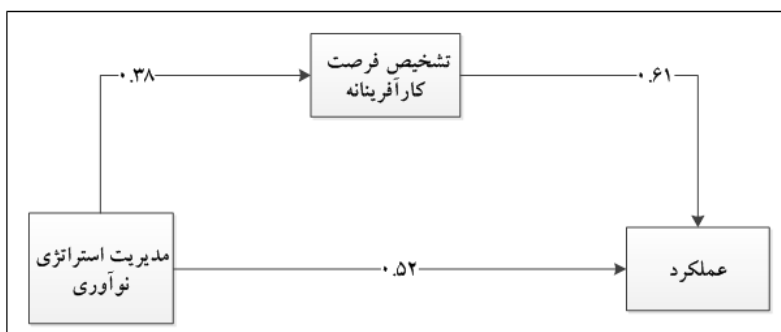 تشخیص فرصت
کارآفرینانه
۰.۳۸
۰.۶۱
مدیریت استراتژی
نوآوری
۰.۵۲
عملکرد